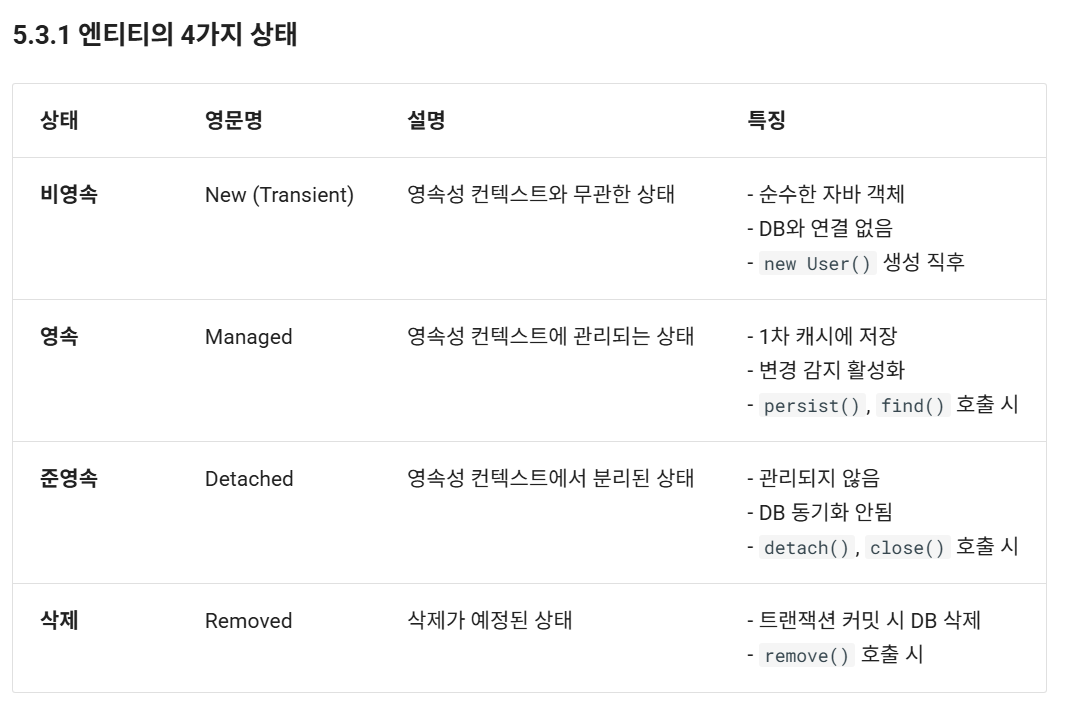 5.3.1 엔티티의 4가지 상태
상태 영문명 설명 특징
비영속 New (Transient) 영속성 컨텍스트와 무관한 상태 - 순수한 자바 객체
- DB와 연결 없음
- new User() 생성 직후
영속 Managed 영속성 컨텍스트에 관리되는 상태 - 1차 캐시에 저장
- 변경 감지 활성화
- persist(), find() 호출 시
준영속 Detached 영속성 컨텍스트에서 분리된 상태 - 관리되지 않음
- DB 동기화 안됨
- detach(), close() 호출 시
삭제 Removed 삭제가 예정된 상태 - 트랜잭션 커밋 시 DB 삭제
- remove() 호출 시